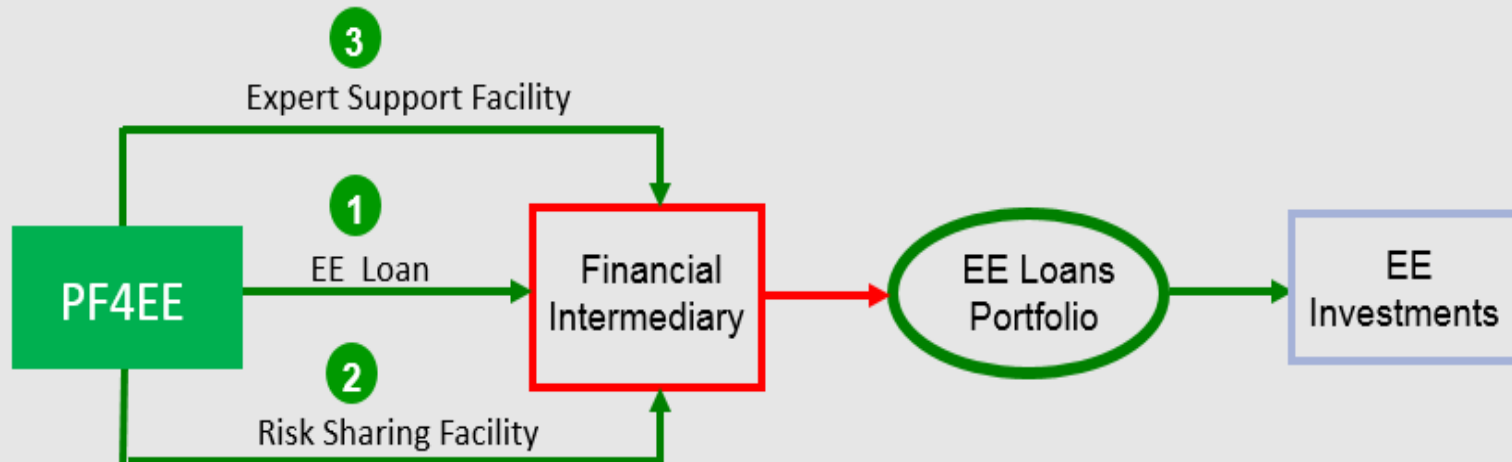 3
Expert Support Facility
1
EE Loan
PF4EE
Financial
Intermediary
EE Loans
Portfolio
EE
Investments
2
Risk Sharing Facility